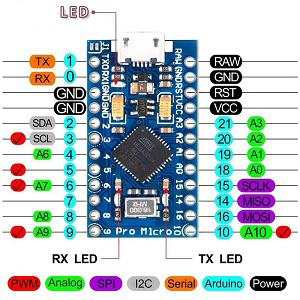 LED
TX 1 RAW
RX 0 GND
GND RST
GND VCC
SDA 2 21 A3
SCL 3 20 A2
A6 4 19 A1
5 18 A0
A7 6 15 SCLK
7 14 MISO
A8 8 16 MOSI
A9 9 10 A10
J1
TXO RXI GND GND 2 3 4 5 6 7 8 9
RAW GND RST VCC A3 A2 A1 A0 15 14 16 10
16.000
Pro Micro
RX LED TX LED
PWM Analog SPI I2C Serial Arduino Power